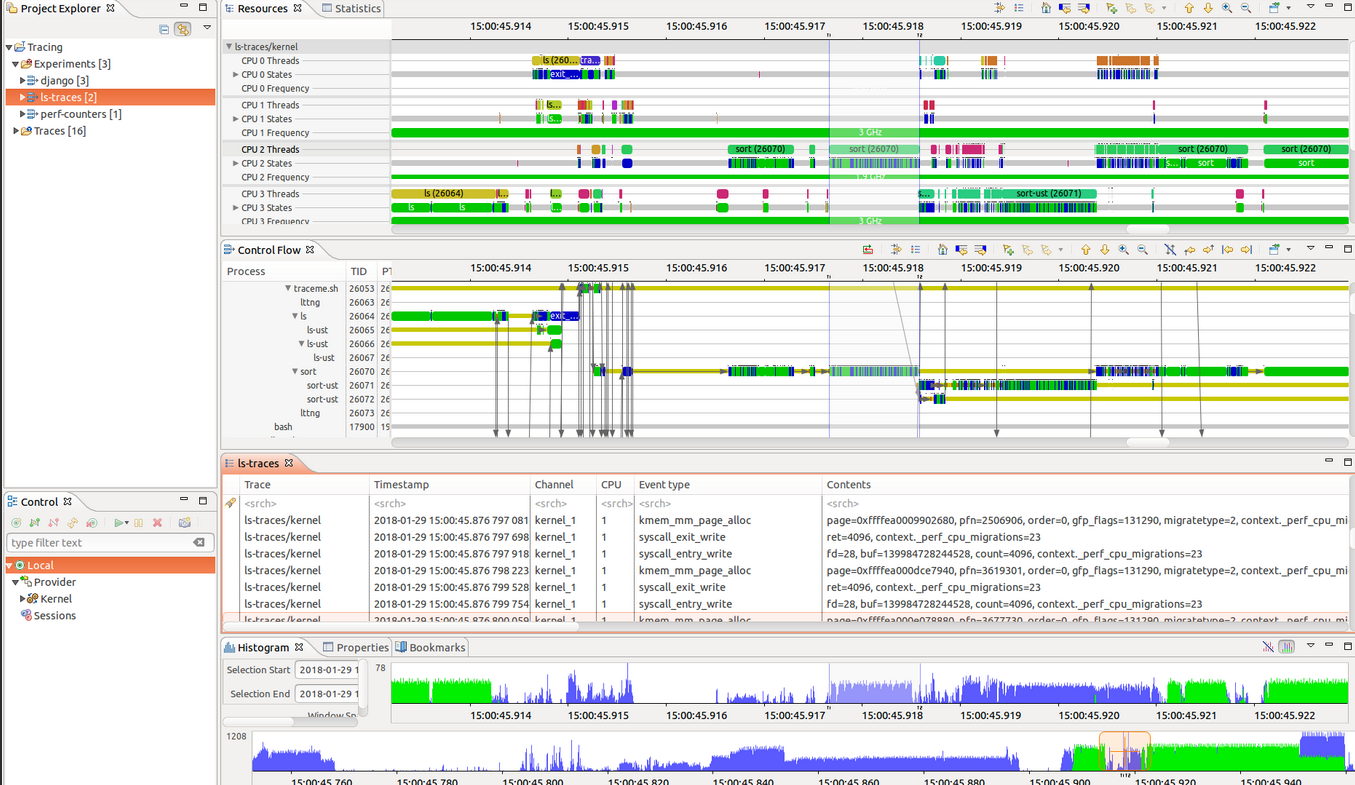 Project Explorer
Tracing
Experiments [3]
django [3]
ls-traces [2]
perf-counters [1]
Traces [16]
Control
type filter text
Local
Provider
Kernel
Sessions
Resources
Statistics
15:00:45.914 15:00:45.915 15:00:45.916 15:00:45.917 15:00:45.918 15:00:45.919 15:00:45.920 15:00:45.921 15:00:45.922
ls-traces/kernel
CPU 0 Threads ls (260... tra...
CPU 0 States exit_...
CPU 0 Frequency
CPU 1 Threads ls...
CPU 1 States
CPU 1 Frequency 3 GHz
CPU 2 Threads sort (26070) sort (26070) sort (26070) sort (26070)
CPU 2 States s... sort sort
CPU 2 Frequency 1.9 GHz
CPU 3 Threads ls (26064) l... l... sort-ust (26071)
CPU 3 States ls ls l... 
CPU 3 Frequency 3 GHz
Control Flow
Process TID PT 15:00:45.914 15:00:45.915 15:00:45.916 15:00:45.917 15:00:45.918 15:00:45.919 15:00:45.920 15:00:45.921 15:00:45.922
traceme.sh 26053 26
lttng 26063 26
ls 26064 26 exit_...
ls-ust 26065 26
ls-ust 26066 26
ls-ust 26067 26
sort 26070 26
sort-ust 26071 26
sort-ust 26072 26
lttng 26073 26
bash 17900 19
ls-traces
Trace Timestamp Channel CPU Event type Contents
<srch> <srch> <srch> <srch> <srch> <srch>
ls-traces/kernel 2018-01-29 15:00:45.876 797 081 kernel_1 1 kmem_mm_page_alloc page=0xffffea0009902680, pfn=2506906, order=0, gfp_flags=131290, migratetype=2, context._perf_cpu_mi
ls-traces/kernel 2018-01-29 15:00:45.876 797 698 kernel_1 1 syscall_exit_write ret=4096, context._perf_cpu_migrations=23
ls-traces/kernel 2018-01-29 15:00:45.876 797 918 kernel_1 1 syscall_entry_write fd=28, buf=139984728244528, count=4096, context._perf_cpu_migrations=23
ls-traces/kernel 2018-01-29 15:00:45.876 798 223 kernel_1 1 kmem_mm_page_alloc page=0xffffea000dce7940, pfn=3619301, order=0, gfp_flags=131290, migratetype=2, context._perf_cpu_mi
ls-traces/kernel 2018-01-29 15:00:45.876 799 528 kernel_1 1 syscall_exit_write ret=4096, context._perf_cpu_migrations=23
ls-traces/kernel 2018-01-29 15:00:45.876 799 754 kernel_1 1 syscall_entry_write fd=28, buf=139984728244528, count=4096, context._perf_cpu_migrations=23
ls-traces/kernel 2018-01-29 15:00:45.876 800 059 kernel_1 1 kmem_mm_page_alloc page=0xffffea000e078880, pfn=3677730, order=0, gfp_flags=131290, migratetype=2, context._perf_cpu_mi
Histogram
Properties
Bookmarks
Selection Start 2018-01-29 1
Selection End 2018-01-29 1
Window Sp
78
15:00:45.914 15:00:45.915 15:00:45.916 15:00:45.917 15:00:45.918 15:00:45.919 15:00:45.920 15:00:45.921 15:00:45.922
1208
15:00:45.760 15:00:45.780 15:00:45.800 15:00:45.820 15:00:45.840 15:00:45.860 15:00:45.880 15:00:45.900 15:00:45.920 15:00:45.940